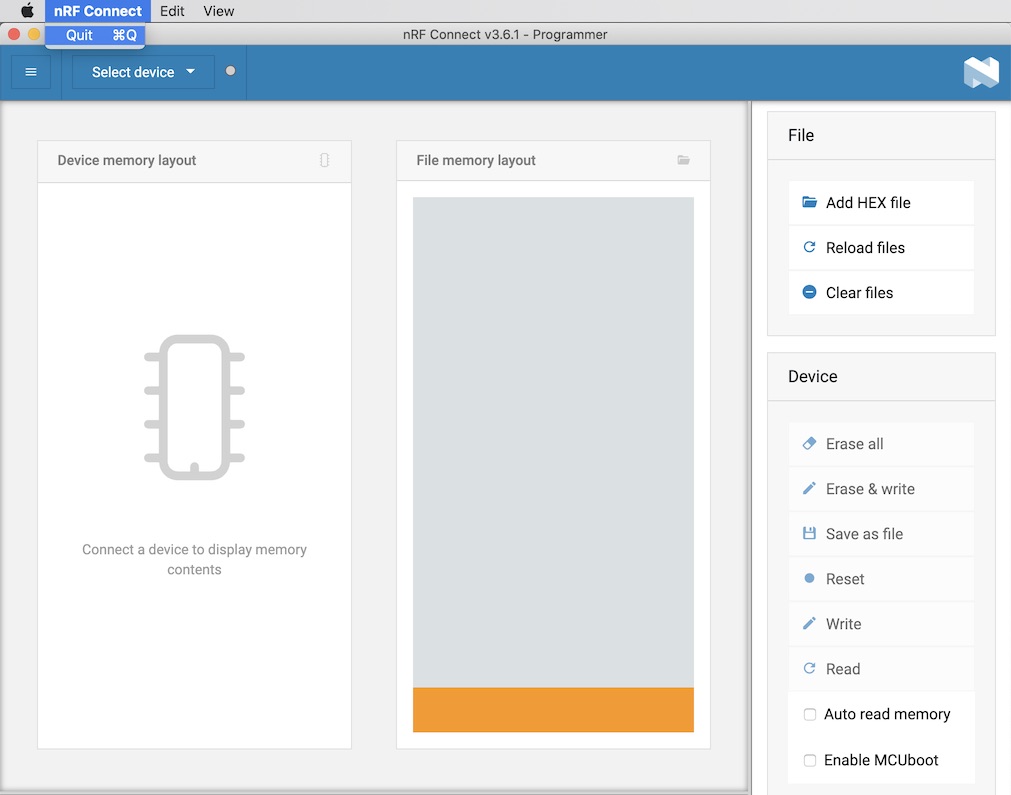 nRF Connect Edit View
Quit ⌘Q
nRF Connect v3.6.1 - Programmer
Select device
Device memory layout
File memory layout
Connect a device to display memory
contents
File
Add HEX file
Reload files
Clear files
Device
Erase all
Erase & write
Save as file
Reset
Write
Read
Auto read memory
Enable MCUboot